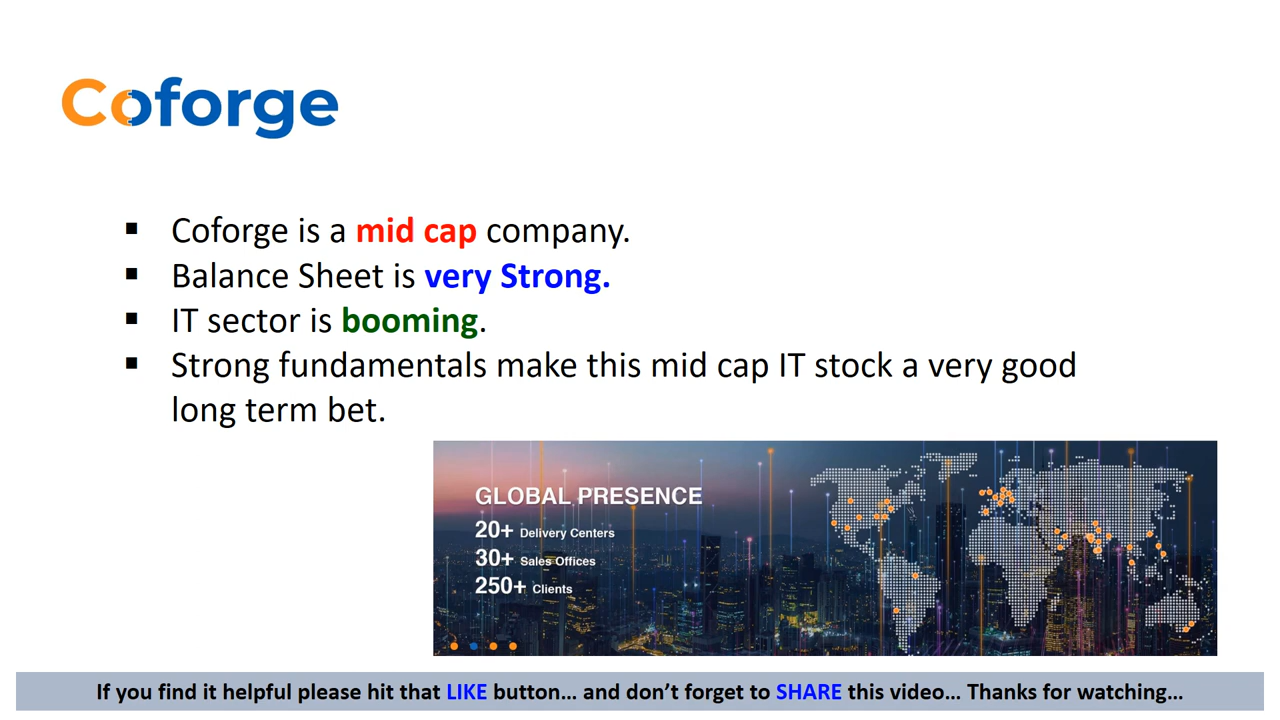 Coforge
▪ Coforge is a mid cap company.
▪ Balance Sheet is very Strong.
▪ IT sector is booming.
▪ Strong fundamentals make this mid cap IT stock a very good
long term bet.
GLOBAL PRESENCE
20+ Delivery Centers
30+ Sales Offices
250+ Clients
If you find it helpful please hit that LIKE button... and don’t forget to SHARE this video... Thanks for watching...